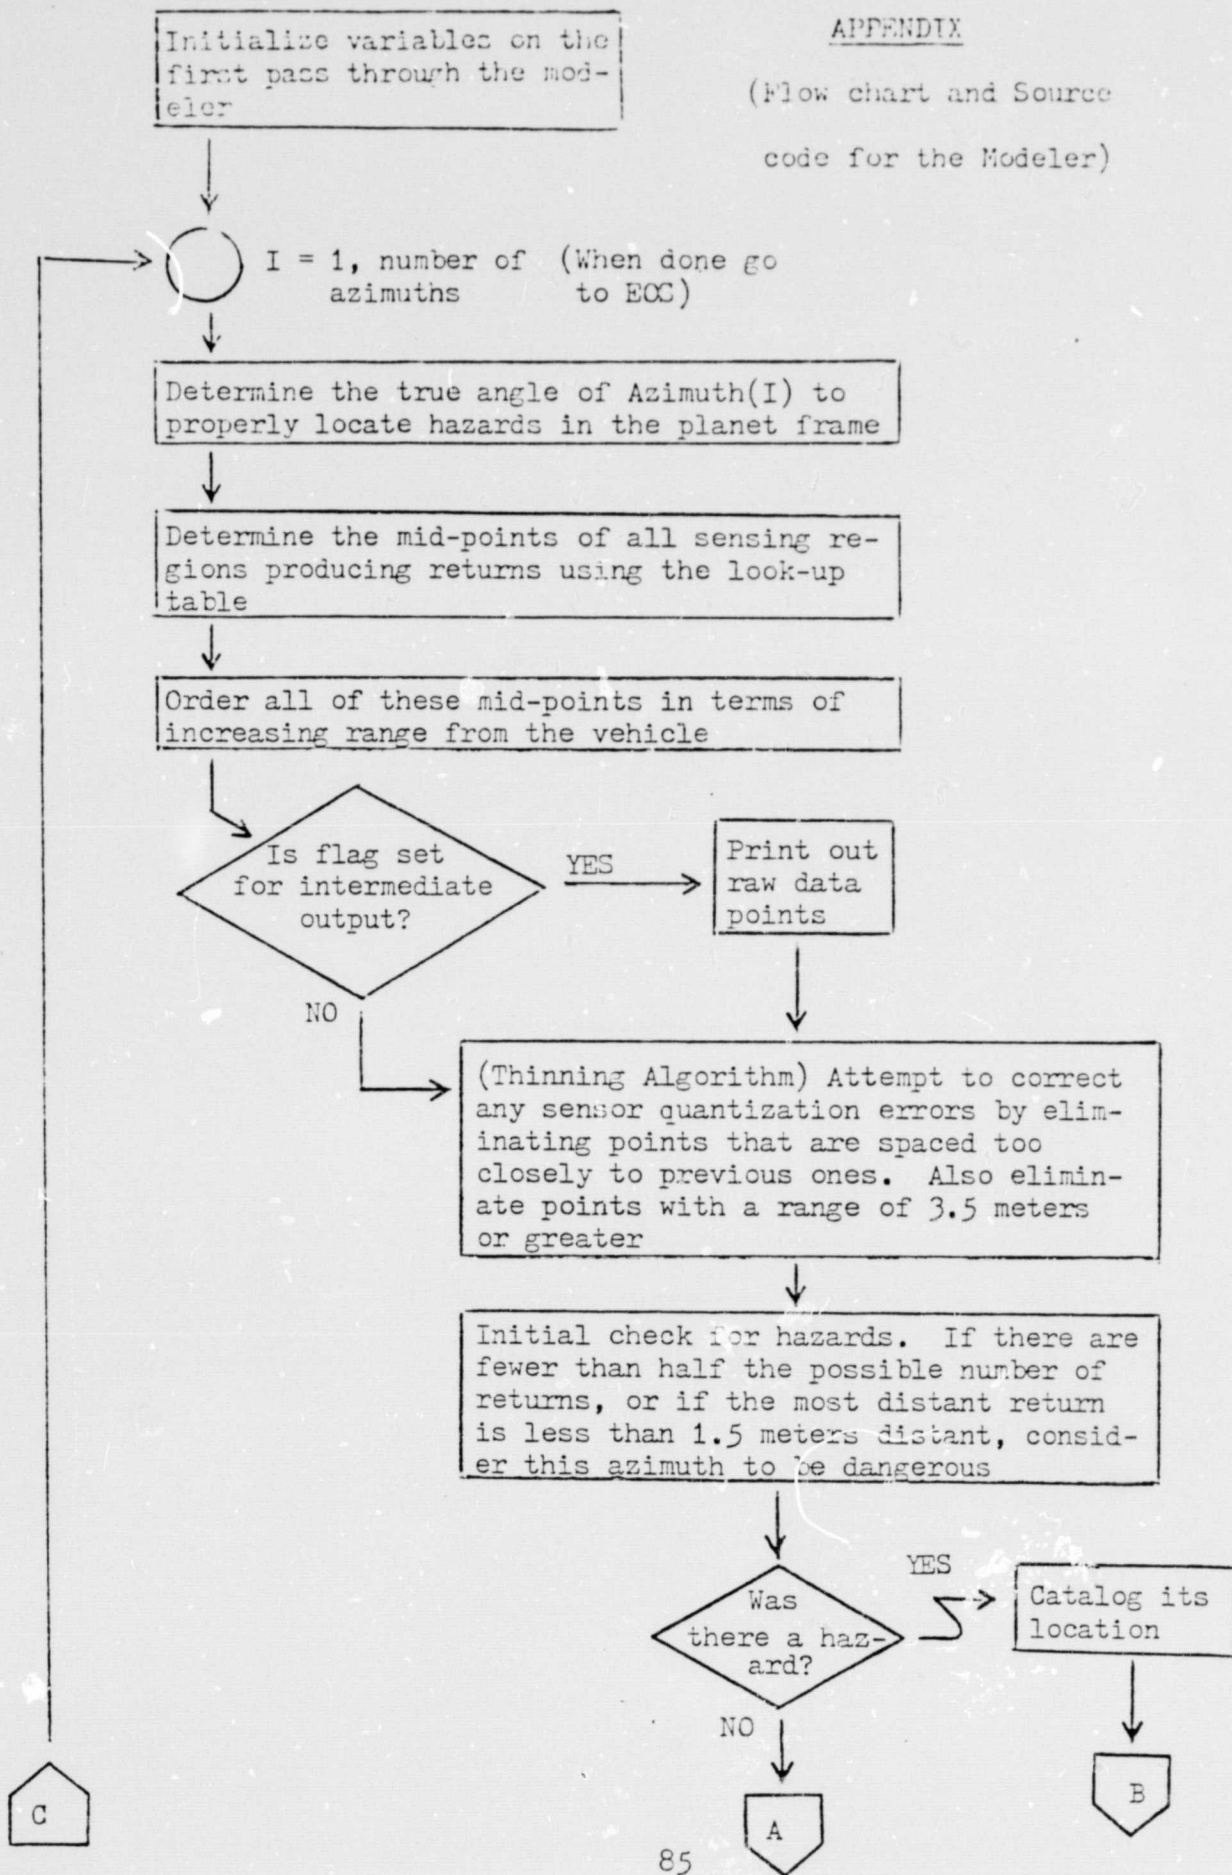 APPENDIX
(Flow chart and Source
code for the Modeler)
Initialize variables on the
first pass through the mod-
eler
I = 1, number of (When done go
azimuths to EOC)
Determine the true angle of Azimuth(I) to
properly locate hazards in the planet frame
Determine the mid-points of all sensing re-
gions producing returns using the look-up
table
Order all of these mid-points in terms of
increasing range from the vehicle
Is flag set
for intermediate
output?
YES
Print out
raw data
points
NO
(Thinning Algorithm) Attempt to correct
any sensor quantization errors by elim-
inating points that are spaced too
closely to previous ones. Also elimin-
ate points with a range of 3.5 meters
or greater
Initial check for hazards. If there are
fewer than half the possible number of
returns, or if the most distant return
is less than 1.5 meters distant, consid-
er this azimuth to be dangerous
Was
there a haz-
ard?
YES
Catalog its
location
NO
C
A
B
85